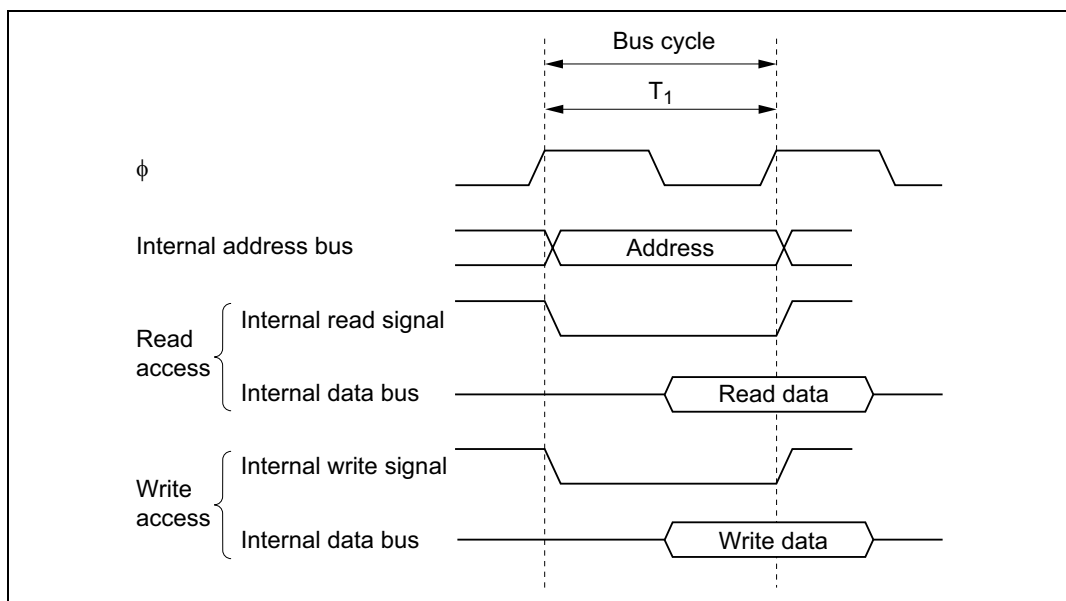 Bus cycle
T₁
ϕ
Internal address bus
Address
Read
access
Internal read signal
Internal data bus
Read data
Write
access
Internal write signal
Internal data bus
Write data